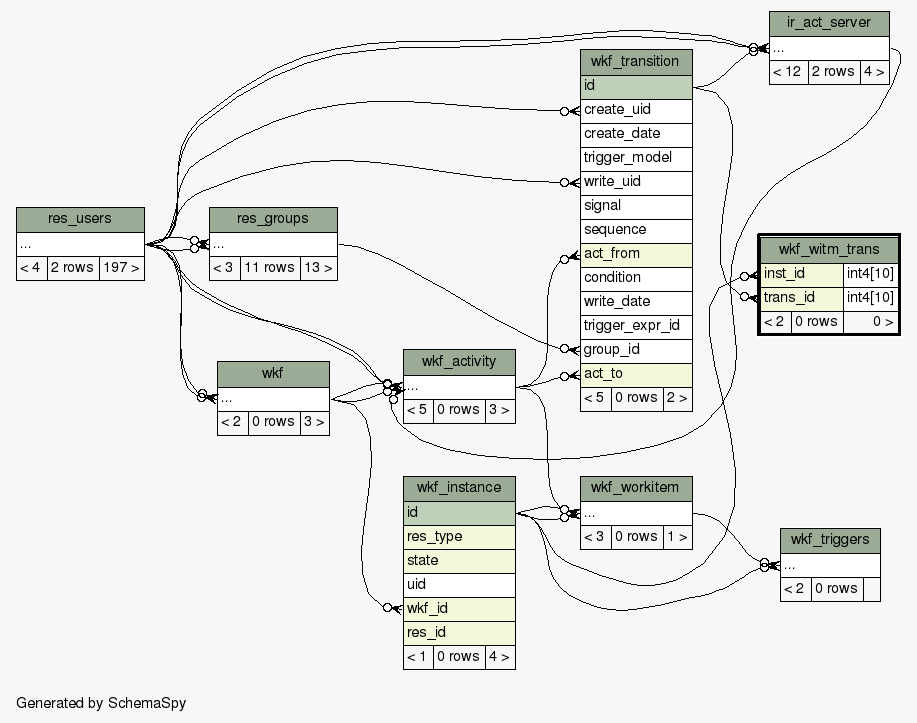 ir_act_server
...
< 12 2 rows 4 >
wkf_transition
id
create_uid
create_date
trigger_model
write_uid
signal
sequence
act_from
condition
write_date
trigger_expr_id
group_id
act_to
< 5 0 rows 2 >
res_users
...
< 4 2 rows 197 >
res_groups
...
< 3 11 rows 13 >
wkf_witm_trans
inst_id int4[10]
trans_id int4[10]
< 2 0 rows 0 >
wkf
...
< 2 0 rows 3 >
wkf_activity
...
< 5 0 rows 3 >
wkf_instance
id
res_type
state
uid
wkf_id
res_id
< 1 0 rows 4 >
wkf_workitem
...
< 3 0 rows 1 >
wkf_triggers
...
< 2 0 rows
Generated by SchemaSpy